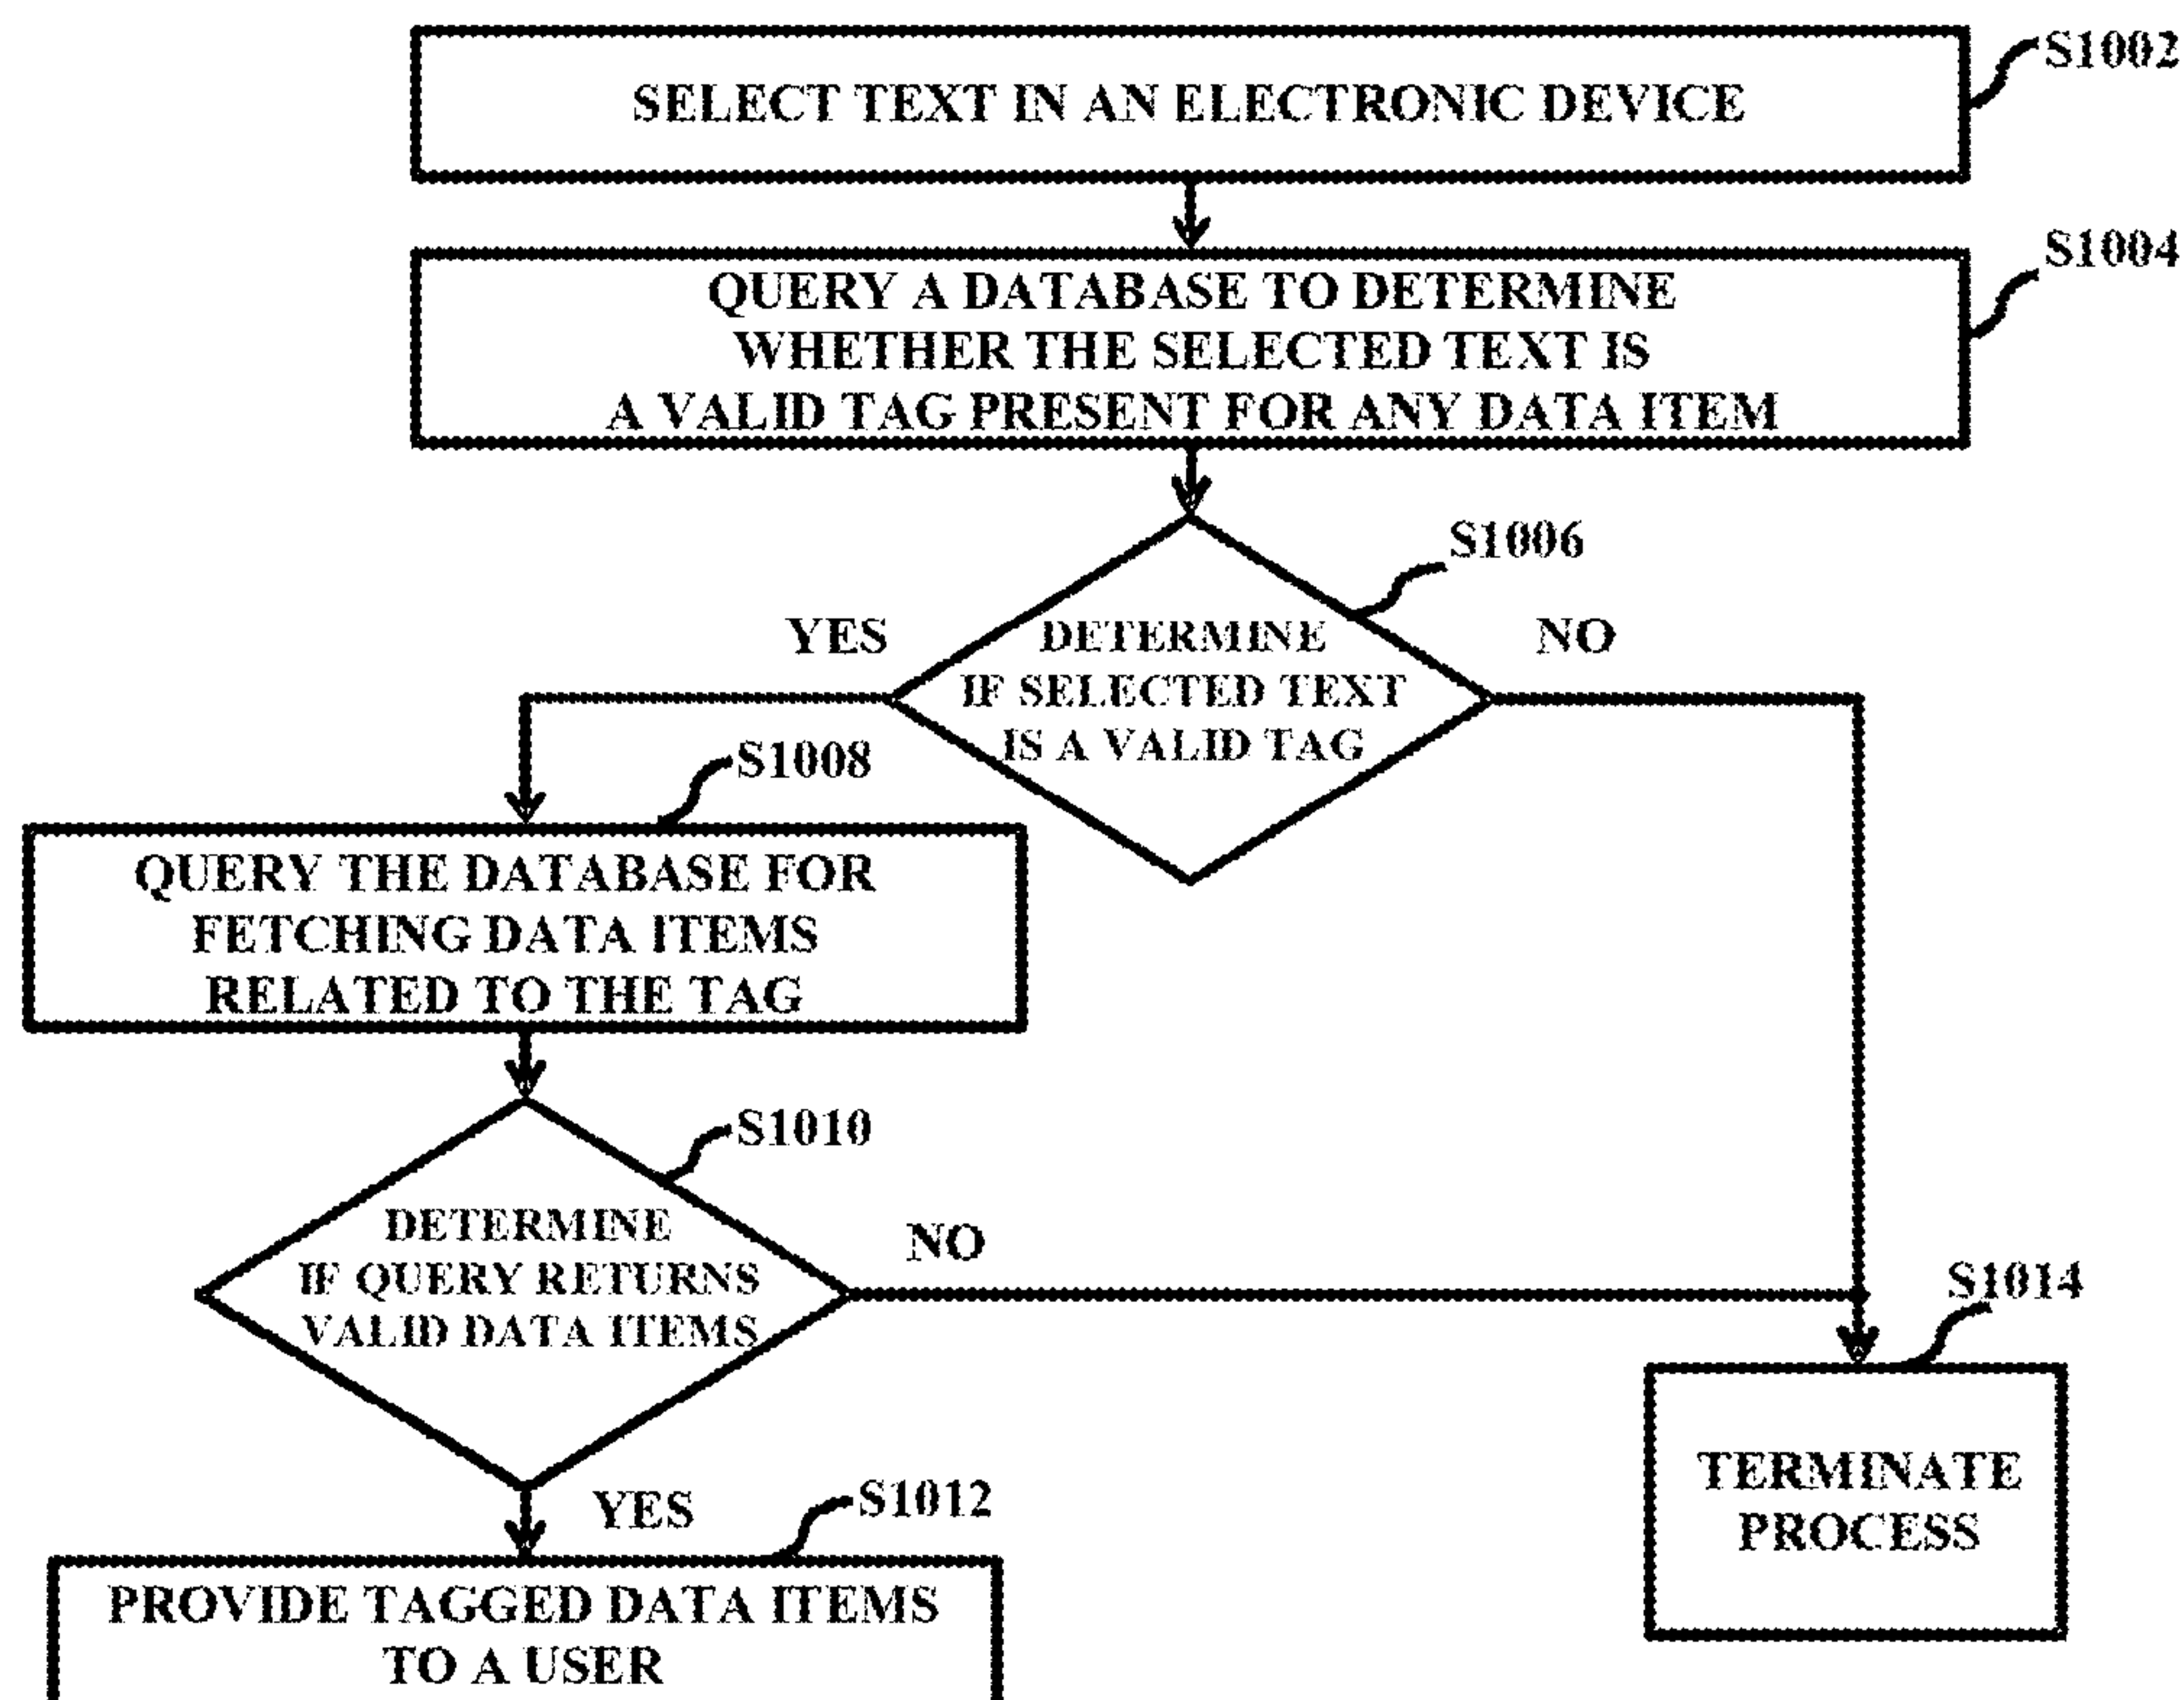 S1002
SELECT TEXT IN AN ELECTRONIC DEVICE
S1004
QUERY A DATABASE TO DETERMINE
WHETHER THE SELECTED TEXT IS
A VALID TAG PRESENT FOR ANY DATA ITEM
S1006
YES
NO
DETERMINE
IF SELECTED TEXT
IS A VALID TAG
S1008
QUERY THE DATABASE FOR
FETCHING DATA ITEMS
RELATED TO THE TAG
S1010
DETERMINE
IF QUERY RETURNS
VALID DATA ITEMS
NO
S1014
TERMINATE
PROCESS
YES
S1012
PROVIDE TAGGED DATA ITEMS
TO A USER